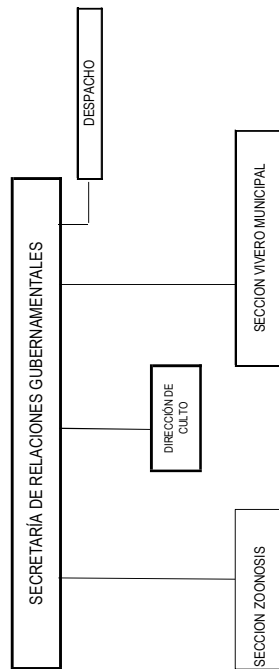 SECRETARÍA DE RELACIONES GUBERNAMENTALES
DESPACHO
DIRECCIÓN DE
CULTO
SECCION ZOONOSIS
SECCION VIVERO MUNICIPAL